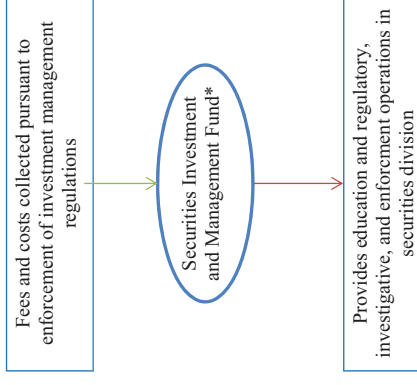 Fees and costs collected pursuant to
enforcement of investment management
regulations
Securities Investment
and Management Fund*
Provides education and regulatory,
investigative, and enforcment operations in
securities division